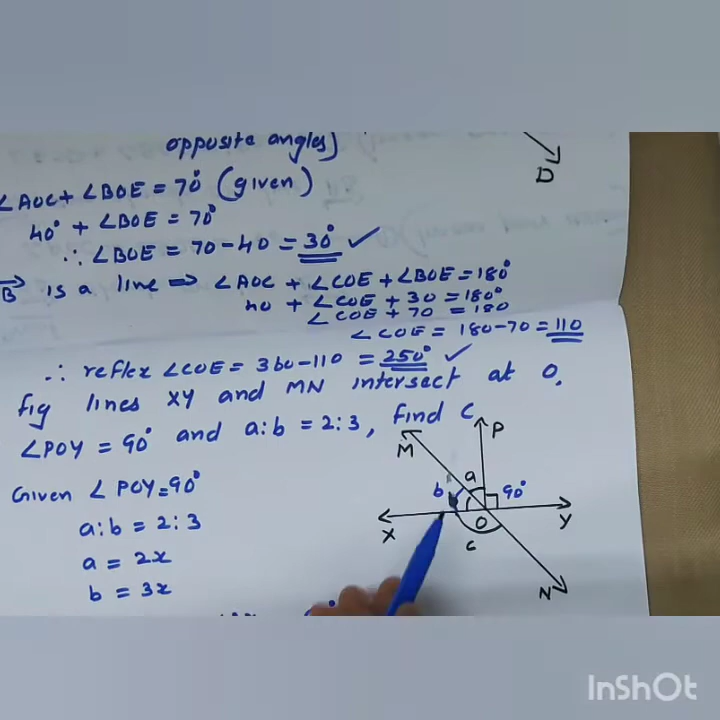 opposite angles]
D
∠AOC + ∠BOE = 70° (given)
40° + ∠BOE = 70°
∴ ∠BOE = 70 - 40 = 30° ✓
B is a line ⇒ ∠AOC + ∠COE + ∠BOE = 180°
40 + ∠COE + 30 = 180°
∠COE + 70 = 180
∠COE = 180 - 70 = 110
∴ reflex ∠COE = 360 - 110 = 250° ✓
fig lines XY and MN intersect at O.
∠POY = 90° and a:b = 2:3, find C
M
P
a
b
90°
X
O
Y
c
N
Given ∠POY = 90°
a:b = 2:3
a = 2x
b = 3x
InShOt